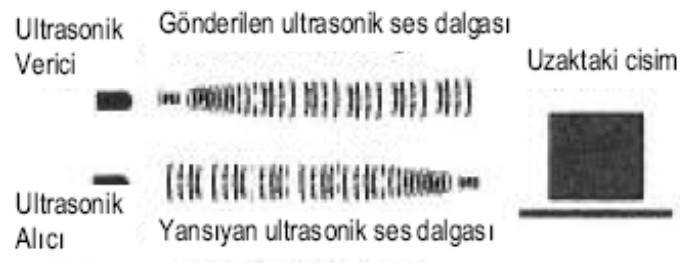 Ultrasonik
Verici
Gönderilen ultrasonik ses dalgası
Uzaktaki cisim
Ultrasonik
Alıcı
Yansıyan ultrasonik ses dalgası